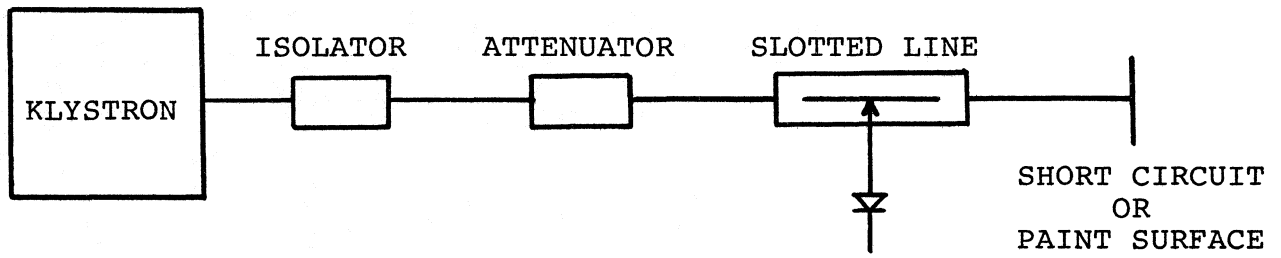 KLYSTRON
ISOLATOR
ATTENUATOR
SLOTTED LINE
SHORT CIRCUIT
OR
PAINT SURFACE